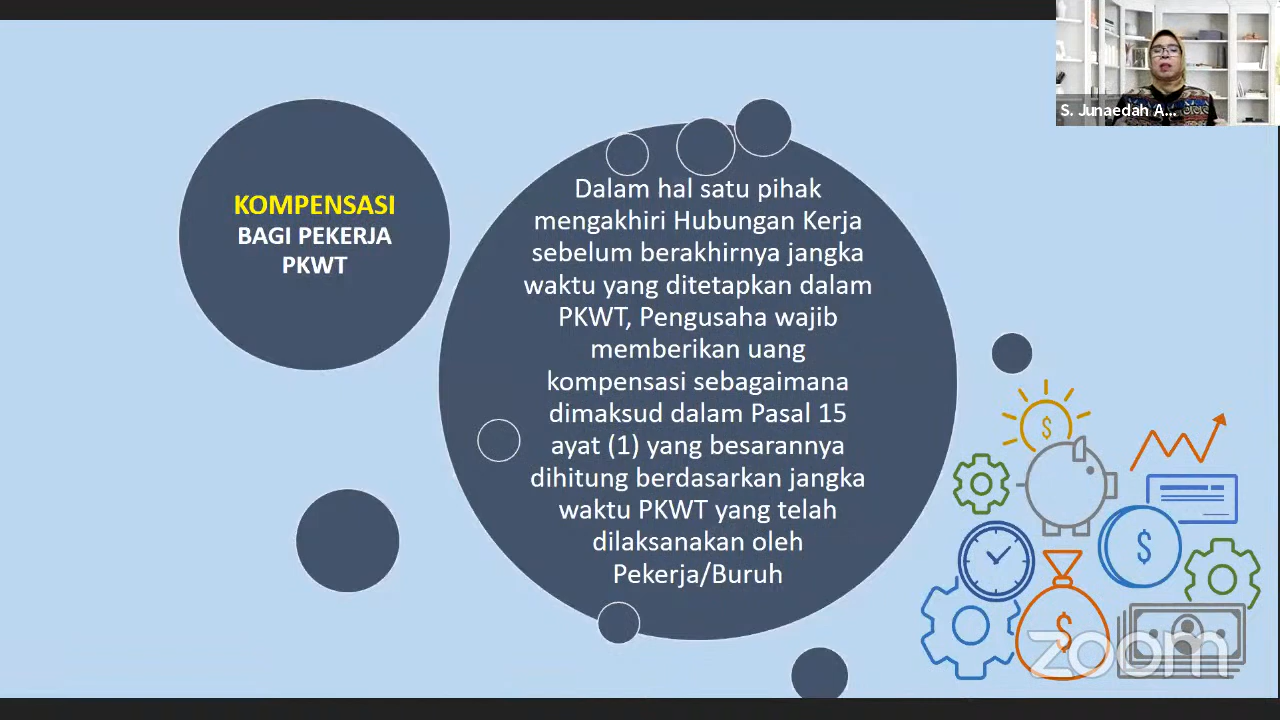 S. Junaedah A...
KOMPENSASI
BAGI PEKERJA
PKWT
Dalam hal satu pihak
mengakhiri Hubungan Kerja
sebelum berakhirnya jangka
waktu yang ditetapkan dalam
PKWT, Pengusaha wajib
memberikan uang
kompensasi sebagaimana
dimaksud dalam Pasal 15
ayat (1) yang besarannya
dihitung berdasarkan jangka
waktu PKWT yang telah
dilaksanakan oleh
Pekerja/Buruh
$
$
$
zoom